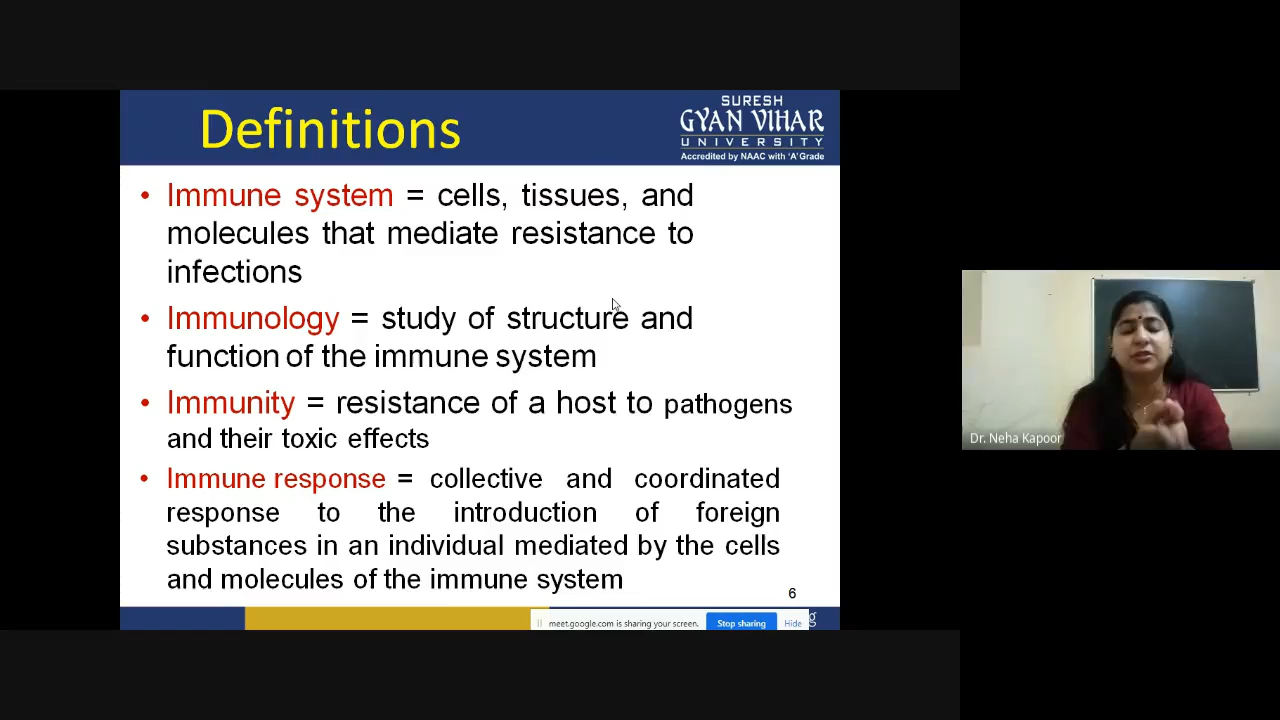 Definitions
SURESH
GYAN VIHAR
UNIVERSITY
Accredited by NAAC with 'A' Grade
• Immune system = cells, tissues, and
molecules that mediate resistance to
infections
• Immunology = study of structure and
function of the immune system
• Immunity = resistance of a host to pathogens
and their toxic effects
• Immune response = collective and coordinated
response to the introduction of foreign
substances in an individual mediated by the cells
and molecules of the immune system
6
meet.google.com is sharing your screen.
Stop sharing
Hide
Dr. Neha Kapoor